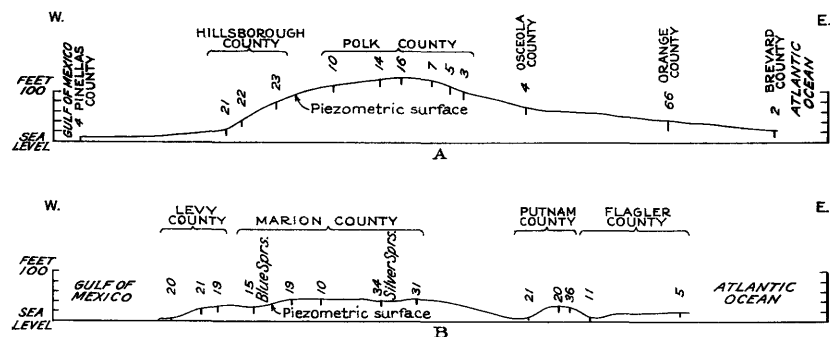 W.
E.
HILLSBOROUGH
COUNTY
POLK COUNTY
OSCEOLA
COUNTY
ORANGE
COUNTY
BREVARD
COUNTY
ATLANTIC
OCEAN
GULF OF MEXICO
PINELLAS
COUNTY
FEET
100
4
21
22
23
10
14
16
7
5
3
4
66
2
Piezometric surface
SEA
LEVEL
A
W.
E.
LEVY
COUNTY
MARION COUNTY
PUTNAM
COUNTY
FLAGLER
COUNTY
FEET
100
GULF OF
MEXICO
20
21
19
15
Blue Sprs.
19
10
34
Silver Sprs.
31
21
20
36
11
5
ATLANTIC
OCEAN
SEA
LEVEL
Piezometric surface
B